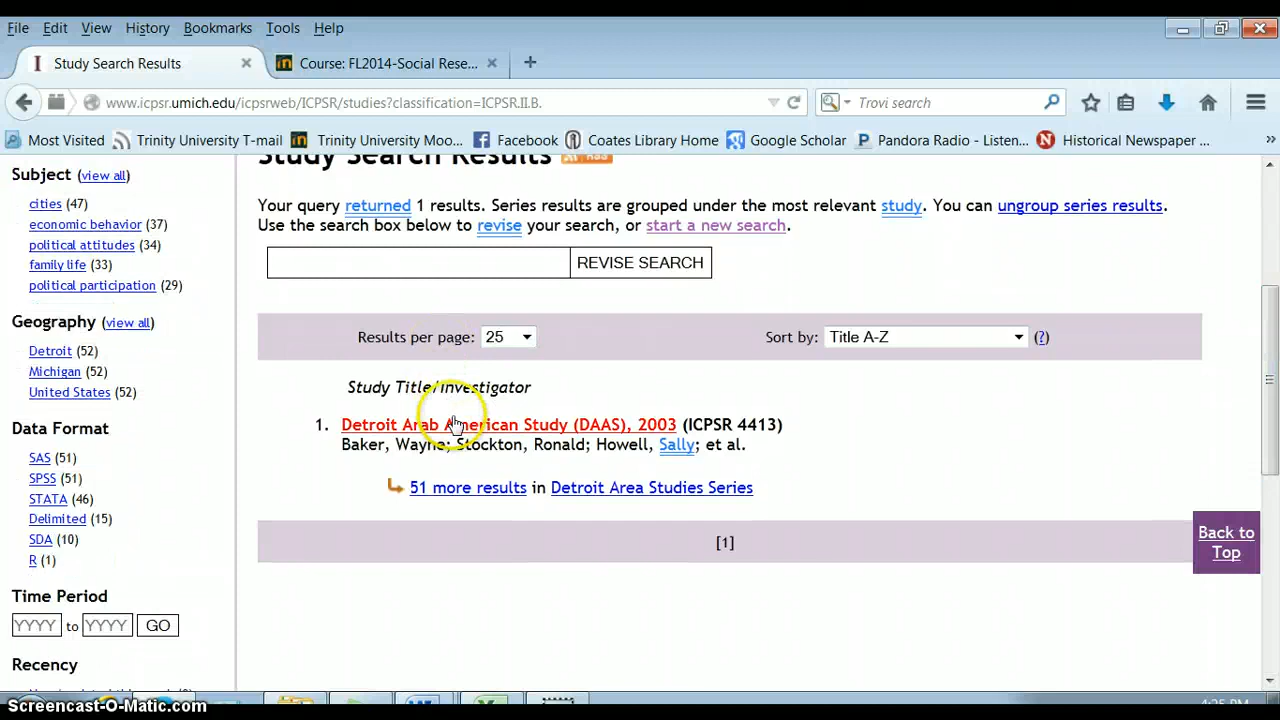 File Edit View History Bookmarks Tools Help
Study Search Results × Course: FL2014-Social Rese... × +
www.icpsr.umich.edu/icpsrweb/ICPSR/studies?classification=ICPSR.II.B. Trovi search
Most Visited Trinity University T-mail Trinity University Moo... Facebook Coates Library Home Google Scholar Pandora Radio - Listen... Historical Newspaper ...
Study Search Results RSS
Subject (view all)
cities (47)
economic behavior (37)
political attitudes (34)
family life (33)
political participation (29)
Geography (view all)
Detroit (52)
Michigan (52)
United States (52)
Data Format
SAS (51)
SPSS (51)
STATA (46)
Delimited (15)
SDA (10)
R (1)
Time Period
YYYY to YYYY GO
Recency
Your query returned 1 results. Series results are grouped under the most relevant study. You can ungroup series results.
Use the search box below to revise your search, or start a new search.
REVISE SEARCH
Results per page: 25 Sort by: Title A-Z (?)
Study Title/Investigator
1. Detroit Arab American Study (DAAS), 2003 (ICPSR 4413)
Baker, Wayne; Stockton, Ronald; Howell, Sally; et al.
51 more results in Detroit Area Studies Series
[1]
Back to
Top
Screencast-O-Matic.com
4:25 PM